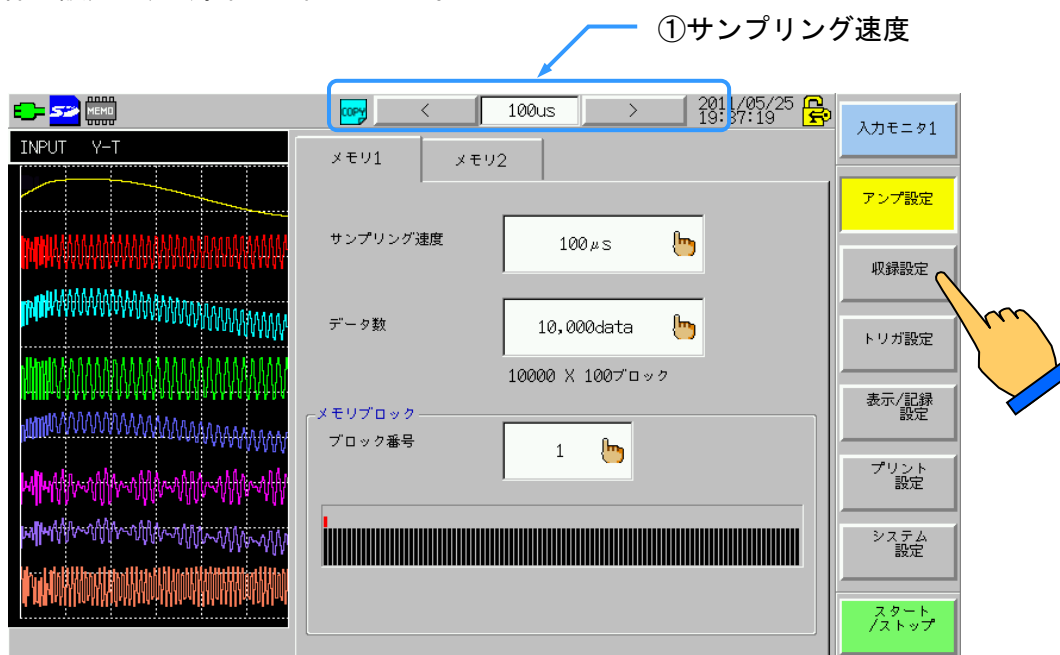 ①サンプリング速度
SD
MEMO
COPY
<
100us
>
2011/05/25
19:37:19
入力モニタ1
INPUT Y-T
メモリ1
メモリ2
アンプ設定
サンプリング速度
100μs
収録設定
データ数
10,000data
トリガ設定
10000 X 100ブロック
表示/記録
設定
メモリブロック
ブロック番号
1
プリント
設定
システム
設定
スタート
/ストップ